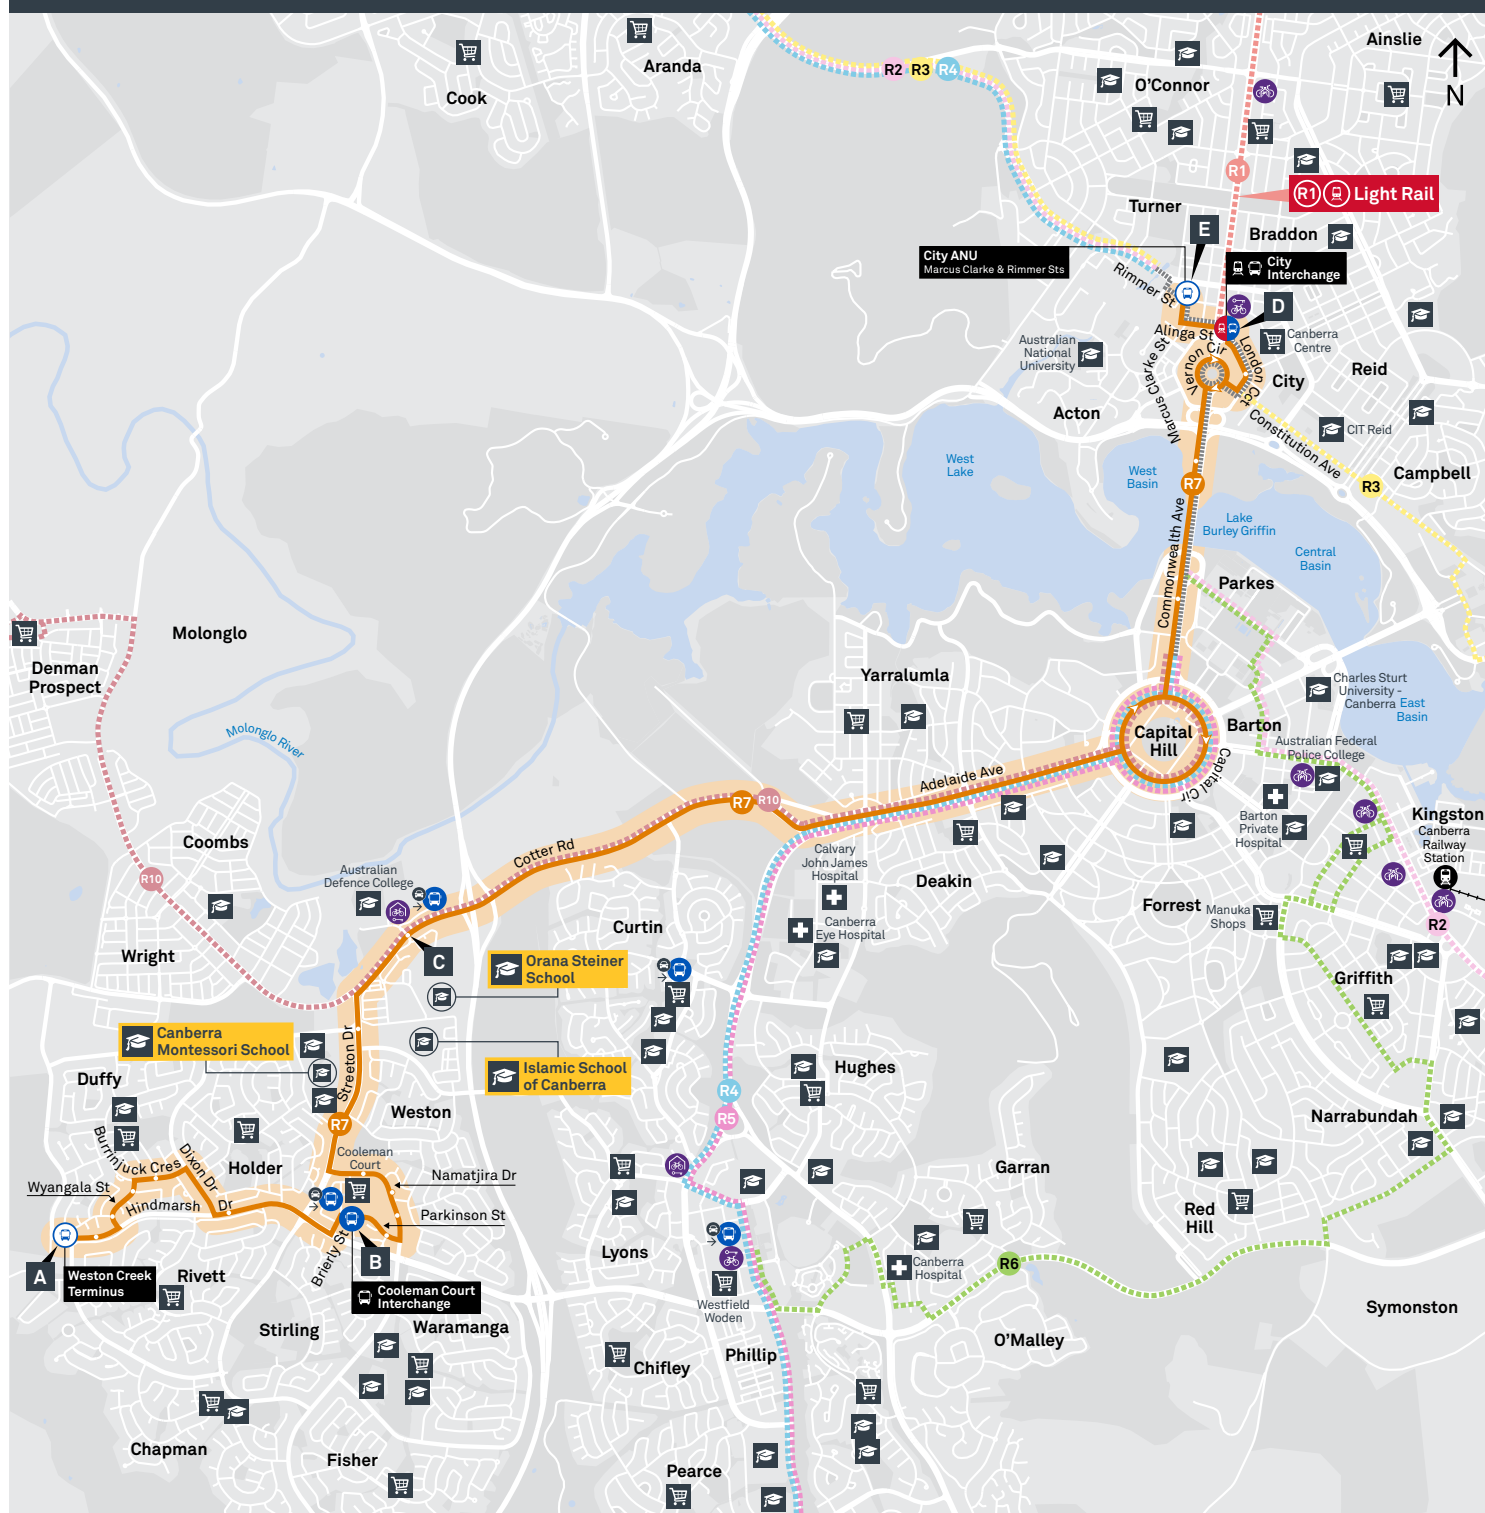 Ainslie
N
Aranda
Cook
R2
R3
R4
O'Connor
R1
R1 Light Rail
Turner
Braddon
E
City ANU
Marcus Clarke & Rimmer Sts
City
Interchange
Rimmer St
D
Alinga St
Canberra
Centre
Australian
National
University
Vernon Cir
London Cct
Marcus Clarke St
City
Reid
Acton
Constitution Ave
CIT Reid
West
Lake
West
Basin
R7
R3
Campbell
Lake
Burley Griffin
Commonwealth Ave
Central
Basin
Parkes
Molonglo
Denman
Prospect
Yarralumla
Charles Sturt
University -
Canberra
East
Basin
Molonglo River
Capital
Hill
Barton
Australian Federal
Police College
Capital Cir
Adelaide Ave
R7
R10
Barton
Private
Hospital
Kingston
Canberra
Railway
Station
Coombs
Cotter Rd
Calvary
John James
Hospital
R10
Australian
Defence College
Deakin
Forrest
Manuka
Shops
Curtin
Canberra
Eye Hospital
R2
Wright
C
Orana Steiner
School
Griffith
Canberra
Montessori School
Streeton Dr
Islamic School
of Canberra
Hughes
Duffy
R4
R5
Weston
R7
Narrabundah
Burrinjuck Cres
Dixon Dr
Holder
Cooleman
Court
Namatjira Dr
Garran
Wyangala St
Hindmarsh Dr
Parkinson St
Red
Hill
Brierly St
Lyons
A
B
Weston Creek
Terminus
Rivett
Canberra
Hospital
R6
Cooleman Court
Interchange
Westfield
Woden
Symonston
Stirling
Waramanga
O'Malley
Chifley
Phillip
Chapman
Fisher
Pearce